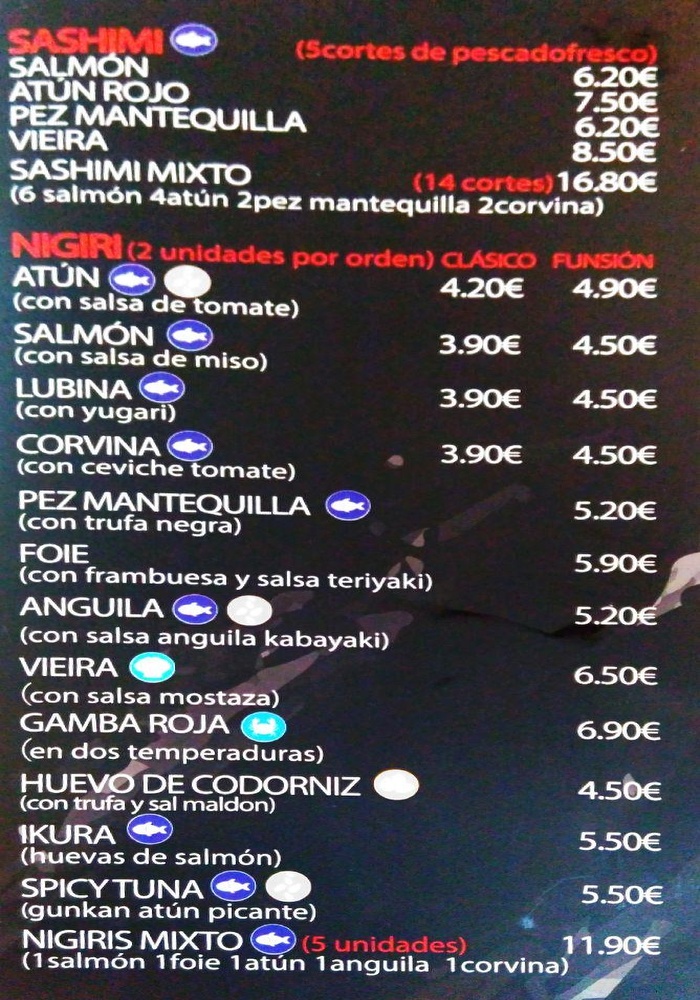 SASHIMI (5cortes de pescadofresco)
SALMÓN 6.20€
ATÚN ROJO 7.50€
PEZ MANTEQUILLA 6.20€
VIEIRA 8.50€
SASHIMI MIXTO (14 cortes) 16.80€
(6 salmón 4atún 2pez mantequilla 2corvina)
NIGIRI (2 unidades por orden) CLÁSICO FUNSIÓN
ATÚN 4.20€ 4.90€
(con salsa de tomate)
SALMÓN 3.90€ 4.50€
(con salsa de miso)
LUBINA 3.90€ 4.50€
(con yugari)
CORVINA 3.90€ 4.50€
(con ceviche tomate)
PEZ MANTEQUILLA 5.20€
(con trufa negra)
FOIE 5.90€
(con frambuesa y salsa teriyaki)
ANGUILA 5.20€
(con salsa anguila kabayaki)
VIEIRA 6.50€
(con salsa mostaza)
GAMBA ROJA 6.90€
(en dos temperaduras)
HUEVO DE CODORNIZ 4.50€
(con trufa y sal maldon)
IKURA 5.50€
(huevas de salmón)
SPICY TUNA 5.50€
(gunkan atún picante)
NIGIRIS MIXTO (5 unidades) 11.90€
(1salmón 1foie 1atún 1anguila 1corvina)